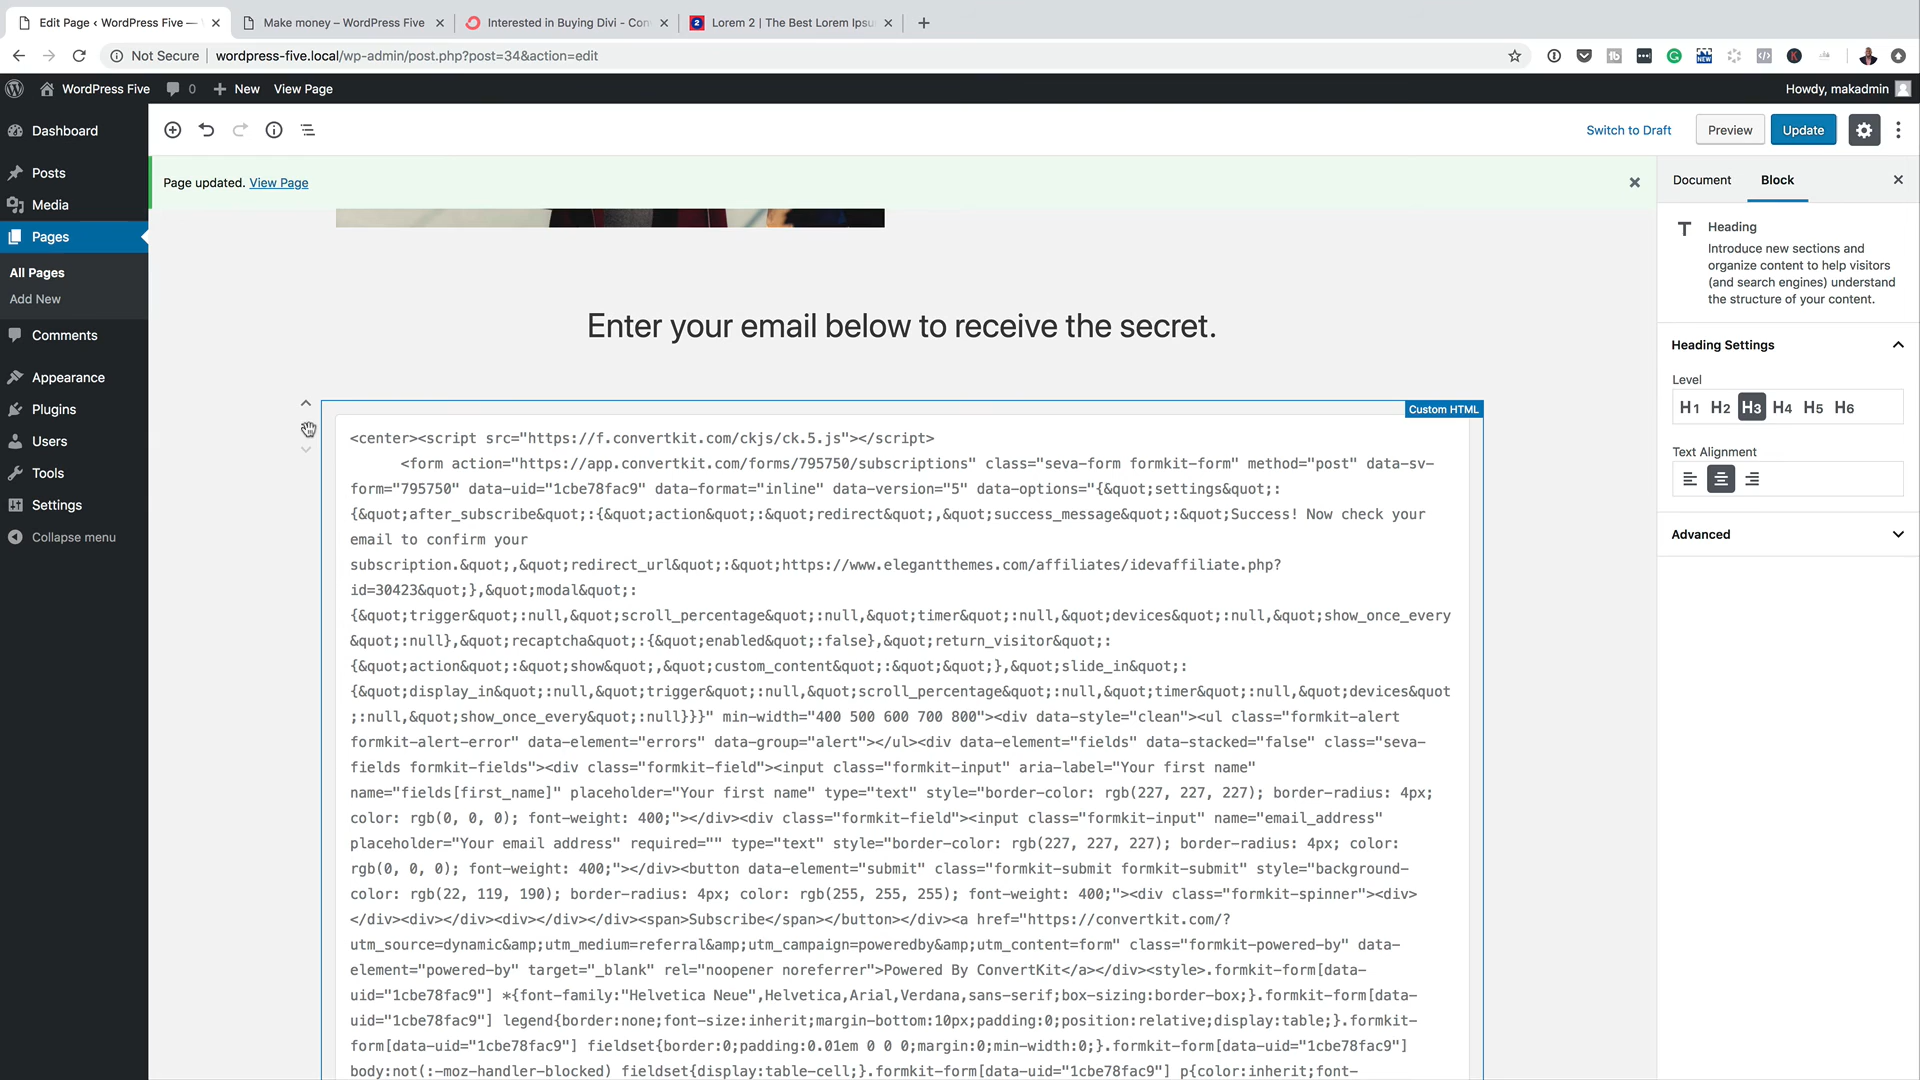 Edit Page ‹ WordPress Five —
Make money – WordPress Five
Interested in Buying Divi - Con
Lorem 2 | The Best Lorem Ipsu
Not Secure
wordpress-five.local/wp-admin/post.php?post=34&action=edit
WordPress Five
0
New
View Page
Howdy, makadmin
Dashboard
Posts
Media
Pages
All Pages
Add New
Comments
Appearance
Plugins
Users
Tools
Settings
Collapse menu
Switch to Draft
Preview
Update
Page updated. View Page
Enter your email below to receive the secret.
Custom HTML
<center><script src="https://f.convertkit.com/ckjs/ck.5.js"></script>
<form action="https://app.convertkit.com/forms/795750/subscriptions" class="seva-form formkit-form" method="post" data-sv-
form="795750" data-uid="1cbe78fac9" data-format="inline" data-version="5" data-options="{&quot;settings&quot;:
{&quot;after_subscribe&quot;:{&quot;action&quot;:&quot;redirect&quot;,&quot;success_message&quot;:&quot;Success! Now check your
email to confirm your
subscription.&quot;,&quot;redirect_url&quot;:&quot;https://www.elegantthemes.com/affiliates/idevaffiliate.php?
id=30423&quot;},&quot;modal&quot;:
{&quot;trigger&quot;:null,&quot;scroll_percentage&quot;:null,&quot;timer&quot;:null,&quot;devices&quot;:null,&quot;show_once_every
&quot;:null},&quot;recaptcha&quot;:{&quot;enabled&quot;:false},&quot;return_visitor&quot;:
{&quot;action&quot;:&quot;show&quot;,&quot;custom_content&quot;:&quot;&quot;},&quot;slide_in&quot;:
{&quot;display_in&quot;:null,&quot;trigger&quot;:null,&quot;scroll_percentage&quot;:null,&quot;timer&quot;:null,&quot;devices&quot
;:null,&quot;show_once_every&quot;:null}}}" min-width="400 500 600 700 800"><div data-style="clean"><ul class="formkit-alert
formkit-alert-error" data-element="errors" data-group="alert"></ul><div data-element="fields" data-stacked="false" class="seva-
fields formkit-fields"><div class="formkit-field"><input class="formkit-input" aria-label="Your first name"
name="fields[first_name]" placeholder="Your first name" type="text" style="border-color: rgb(227, 227, 227); border-radius: 4px;
color: rgb(0, 0, 0); font-weight: 400;"></div><div class="formkit-field"><input class="formkit-input" name="email_address"
placeholder="Your email address" required="" type="text" style="border-color: rgb(227, 227, 227); border-radius: 4px; color:
rgb(0, 0, 0); font-weight: 400;"></div><button data-element="submit" class="formkit-submit formkit-submit" style="background-
color: rgb(22, 119, 190); border-radius: 4px; color: rgb(255, 255, 255); font-weight: 400;"><div class="formkit-spinner"><div>
</div><div></div><div></div></div><span>Subscribe</span></button></div><a href="https://convertkit.com/?
utm_source=dynamic&amp;utm_medium=referral&amp;utm_campaign=poweredby&amp;utm_content=form" class="formkit-powered-by" data-
element="powered-by" target="_blank" rel="noopener noreferrer">Powered By ConvertKit</a></div><style>.formkit-form[data-
uid="1cbe78fac9"] *{font-family:"Helvetica Neue",Helvetica,Arial,Verdana,sans-serif;box-sizing:border-box;}.formkit-form[data-
uid="1cbe78fac9"] legend{border:none;font-size:inherit;margin-bottom:10px;padding:0;position:relative;display:table;}.formkit-
form[data-uid="1cbe78fac9"] fieldset{border:0;padding:0.01em 0 0 0;margin:0;min-width:0;}.formkit-form[data-uid="1cbe78fac9"]
body:not(:-moz-handler-blocked) fieldset{display:table-cell;}.formkit-form[data-uid="1cbe78fac9"] p{color:inherit;font-
Document
Block
Heading
Introduce new sections and
organize content to help visitors
(and search engines) understand
the structure of your content.
Heading Settings
Level
H1 H2 H3 H4 H5 H6
Text Alignment
Advanced